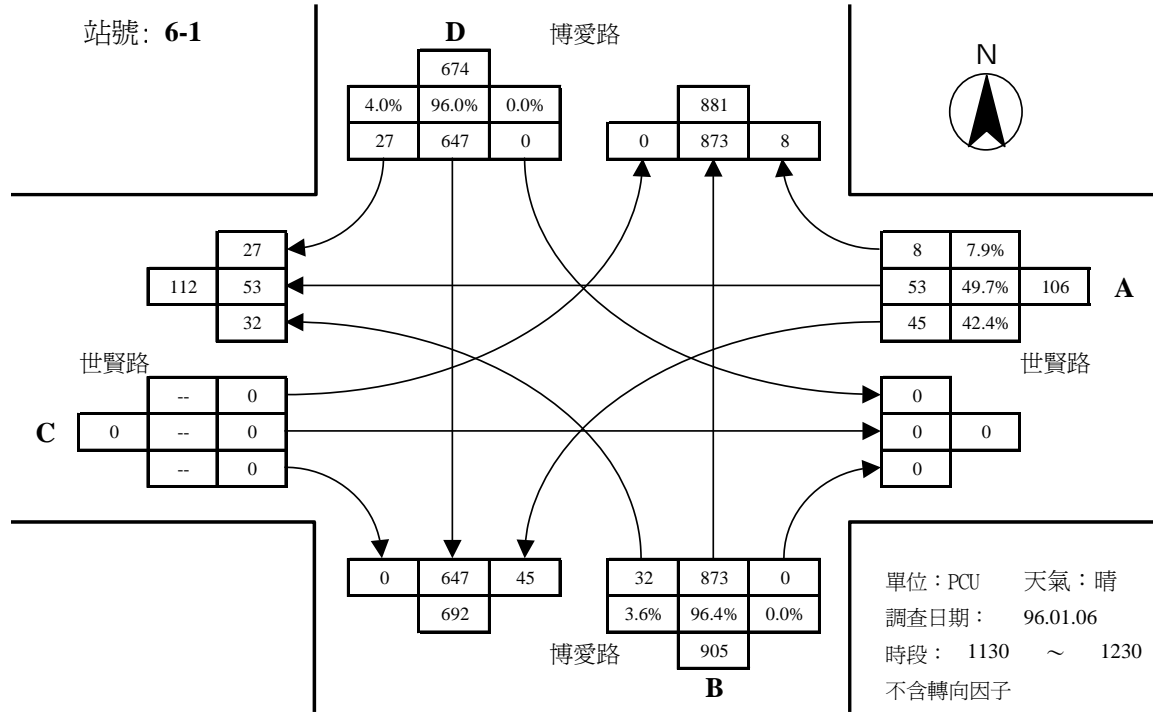 站號: 6-1
D
博愛路
N
674
4.0% 96.0% 0.0%
27 647 0
881
0 873 8
27
112 53
32
8 7.9%
53 49.7% 106
45 42.4%
A
世賢路
世賢路
-- 0
C 0 -- 0
-- 0
0
0 0
0
0 647 45
692
32 873 0
3.6% 96.4% 0.0%
905
博愛路
B
單位：PCU 天氣：晴
調查日期： 96.01.06
時段： 1130 ～ 1230
不含轉向因子